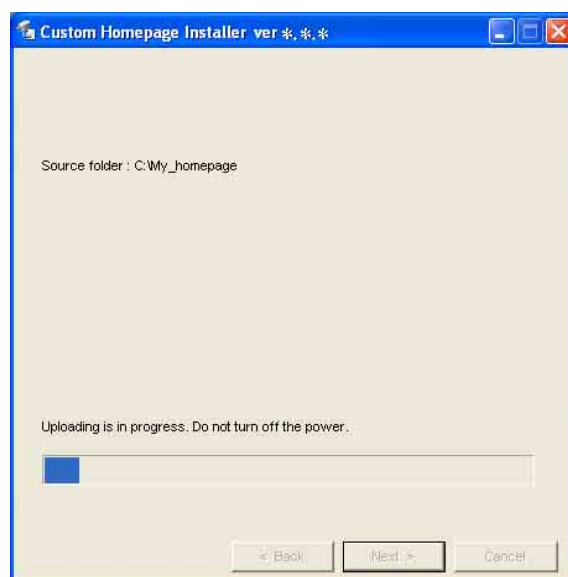 Custom Homepage Installer ver *.*.*
Source folder : C:\My_homepage
Uploading is in progress. Do not turn off the power.
< Back
Next >
Cancel